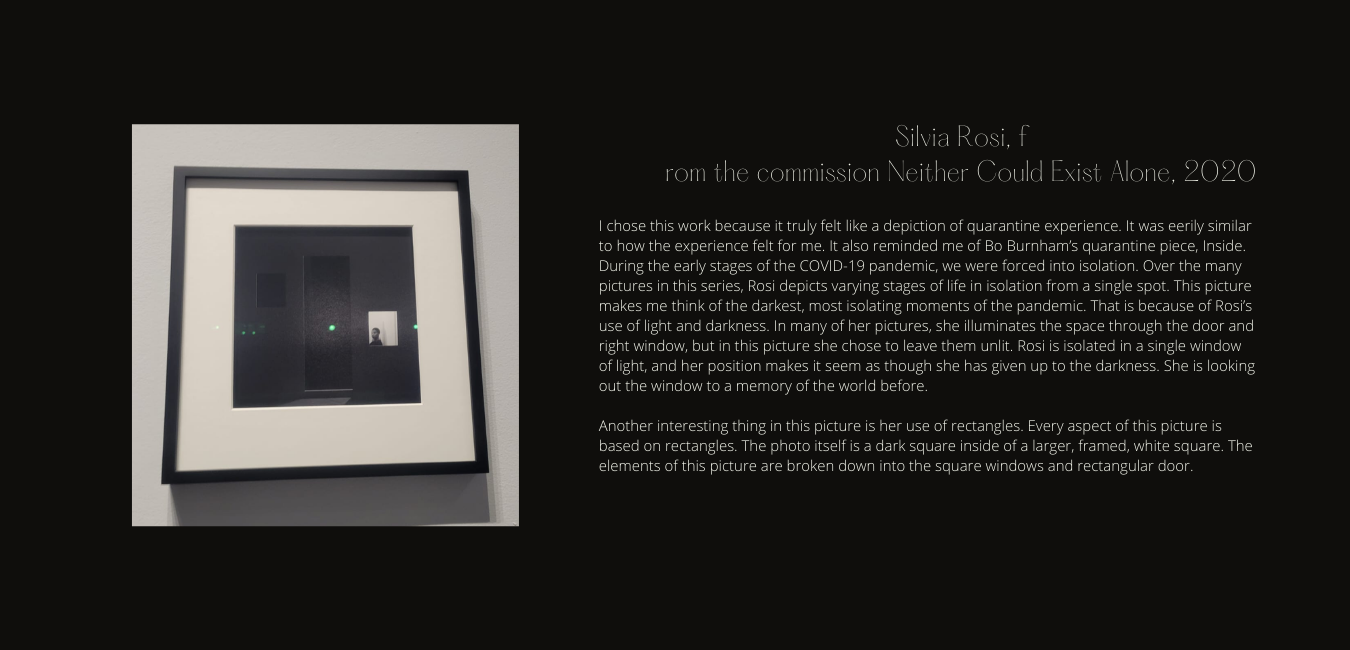 Silvia Rosi, f
rom the commission Neither Could Exist Alone, 2020
I chose this work because it truly felt like a depiction of quarantine experience. It was eerily similar
to how the experience felt for me. It also reminded me of Bo Burnham’s quarantine piece, Inside.
During the early stages of the COVID-19 pandemic, we were forced into isolation. Over the many
pictures in this series, Rosi depicts varying stages of life in isolation from a single spot. This picture
makes me think of the darkest, most isolating moments of the pandemic. That is because of Rosi’s
use of light and darkness. In many of her pictures, she illuminates the space through the door and
right window, but in this picture she chose to leave them unlit. Rosi is isolated in a single window
of light, and her position makes it seem as though she has given up to the darkness. She is looking
out the window to a memory of the world before.
Another interesting thing in this picture is her use of rectangles. Every aspect of this picture is
based on rectangles. The photo itself is a dark square inside of a larger, framed, white square. The
elements of this picture are broken down into the square windows and rectangular door.